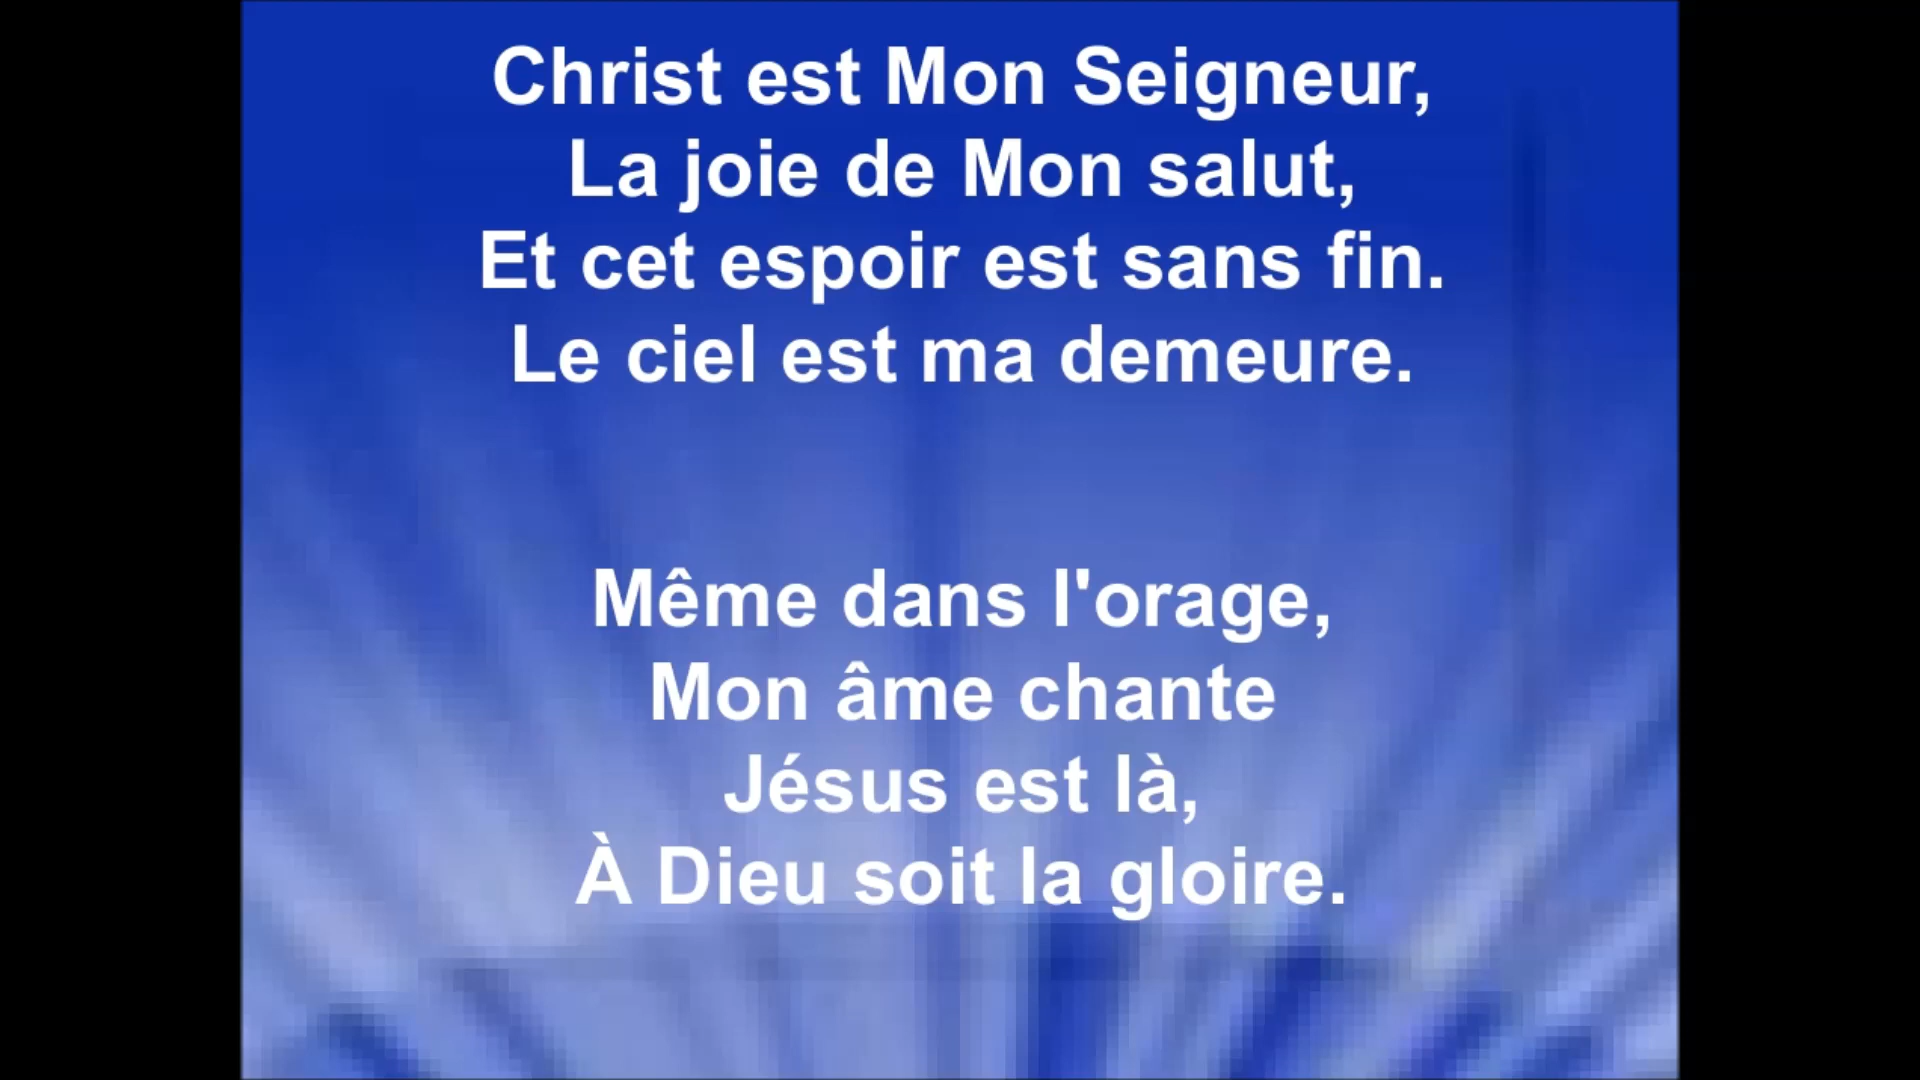 Christ est Mon Seigneur,
La joie de Mon salut,
Et cet espoir est sans fin.
Le ciel est ma demeure.
Même dans l'orage,
Mon âme chante
Jésus est là,
À Dieu soit la gloire.